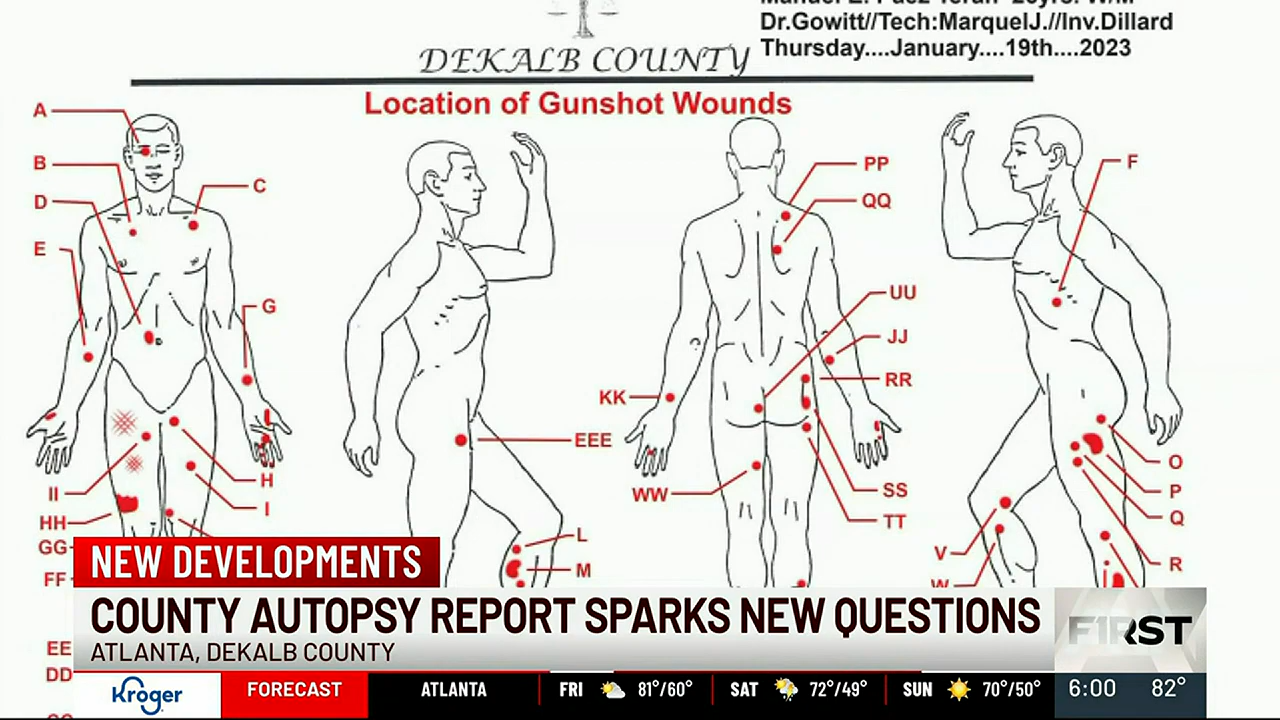 Manuel E. Paez Teran
Dr.Gowitt//Tech:MarquelJ.//Inv.Dillard
Thursday....January....19th....2023
DEKALB COUNTY
Location of Gunshot Wounds
A
B
D
E
C
G
II
HH
GG
FF
EE
DD
H
I
EEE
L
M
PP
QQ
UU
JJ
RR
KK
WW
SS
TT
F
O
P
Q
R
V
W
NEW DEVELOPMENTS
COUNTY AUTOPSY REPORT SPARKS NEW QUESTIONS
ATLANTA, DEKALB COUNTY
F1RST
Kroger
FORECAST
ATLANTA
FRI 81°/60°
SAT 72°/49°
SUN 70°/50°
6:00 82°